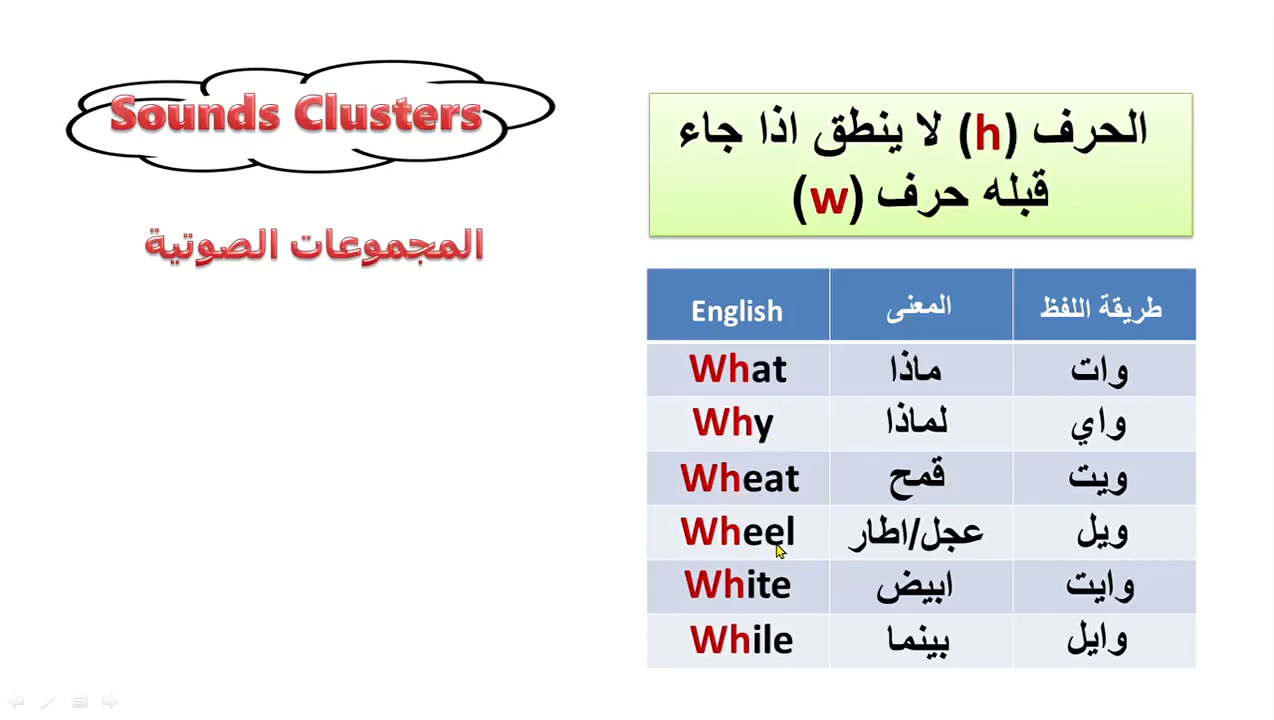 Sounds Clusters
المجموعات الصوتية
الحرف (h) لا ينطق اذا جاء
قبله حرف (w)
English المعنى طريقة اللفظ
What ماذا وات
Why لماذا واي
Wheat قمح ويت
Wheel عجل/اطار ويل
White ابيض وايت
While بينما وايل